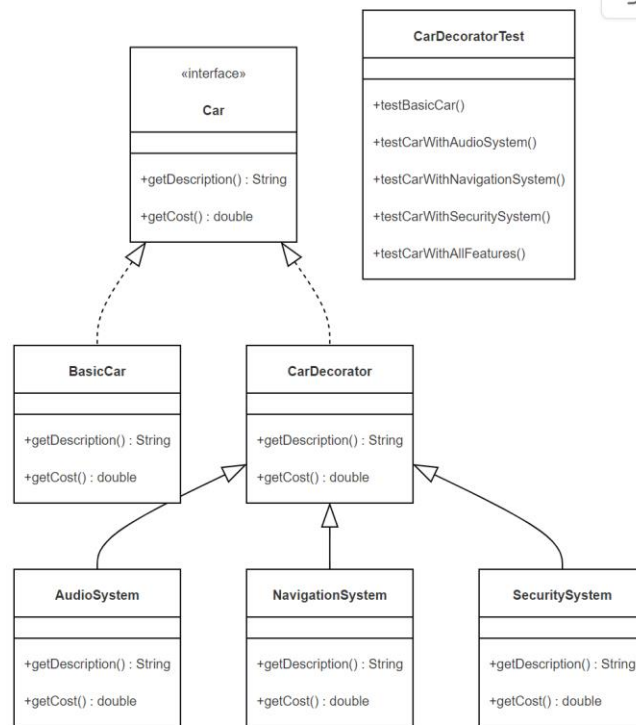 «interface»
Car
+getDescription() : String
+getCost() : double
CarDecoratorTest
+testBasicCar()
+testCarWithAudioSystem()
+testCarWithNavigationSystem()
+testCarWithSecuritySystem()
+testCarWithAllFeatures()
BasicCar
+getDescription() : String
+getCost() : double
CarDecorator
+getDescription() : String
+getCost() : double
AudioSystem
+getDescription() : String
+getCost() : double
NavigationSystem
+getDescription() : String
+getCost() : double
SecuritySystem
+getDescription() : String
+getCost() : double